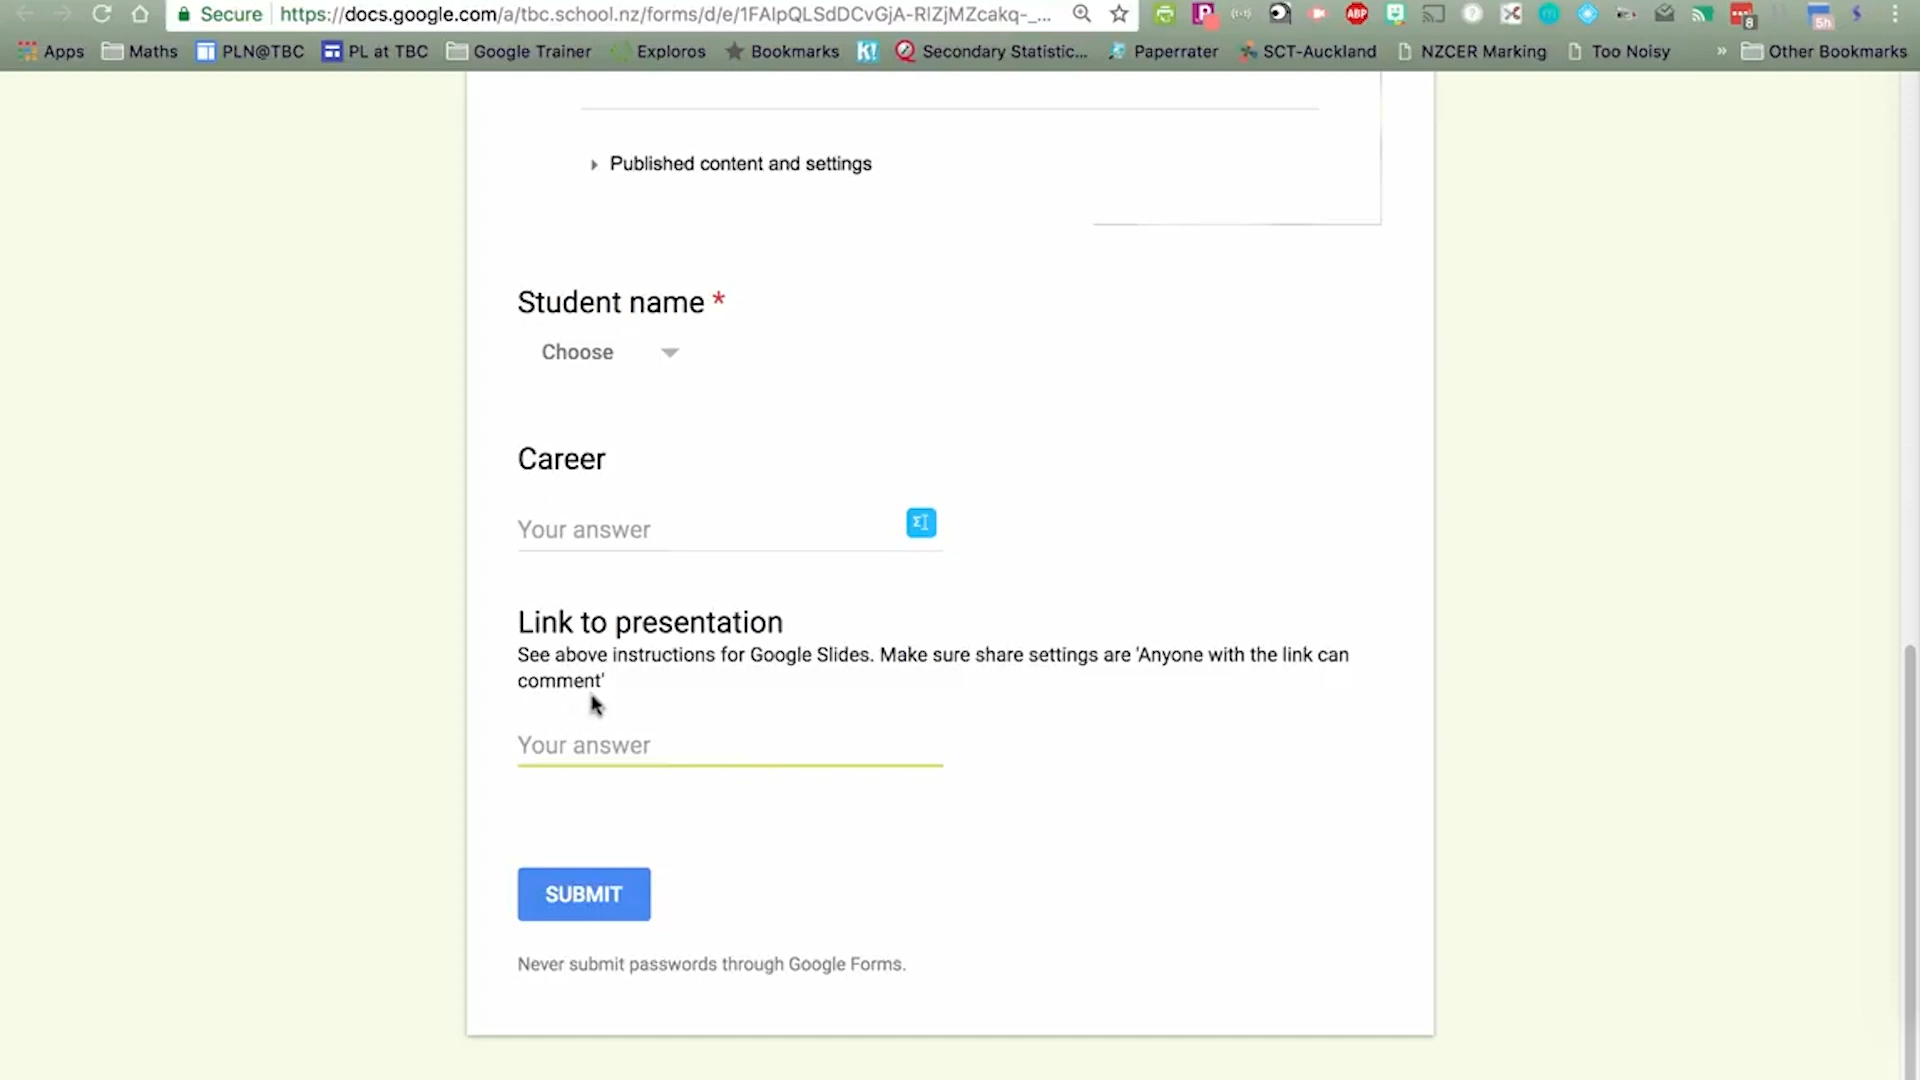 Secure https://docs.google.com/a/tbc.school.nz/forms/d/e/1FAIpQLSdDCvGjA-RIZjMZcakq-_... ABP 8 5h
Apps Maths PLN@TBC PL at TBC Google Trainer Exploros Bookmarks K! Secondary Statistic... Paperrater SCT-Auckland NZCER Marking Too Noisy » Other Bookmarks
Published content and settings
Student name *
Choose
Career
Your answer
Link to presentation
See above instructions for Google Slides. Make sure share settings are 'Anyone with the link can
comment'
Your answer
SUBMIT
Never submit passwords through Google Forms.